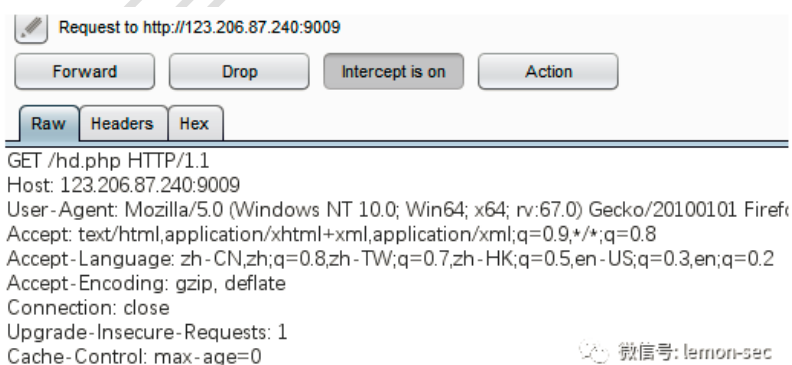 Request to http://123.206.87.240:9009
Forward Drop Intercept is on Action
Raw Headers Hex
GET /hd.php HTTP/1.1
Host: 123.206.87.240:9009
User-Agent: Mozilla/5.0 (Windows NT 10.0; Win64; x64; rv:67.0) Gecko/20100101 Firefo
Accept: text/html,application/xhtml+xml,application/xml;q=0.9,*/*;q=0.8
Accept-Language: zh-CN,zh;q=0.8,zh-TW;q=0.7,zh-HK;q=0.5,en-US;q=0.3,en;q=0.2
Accept-Encoding: gzip, deflate
Connection: close
Upgrade-Insecure-Requests: 1
Cache-Control: max-age=0
微信号: lemon-sec